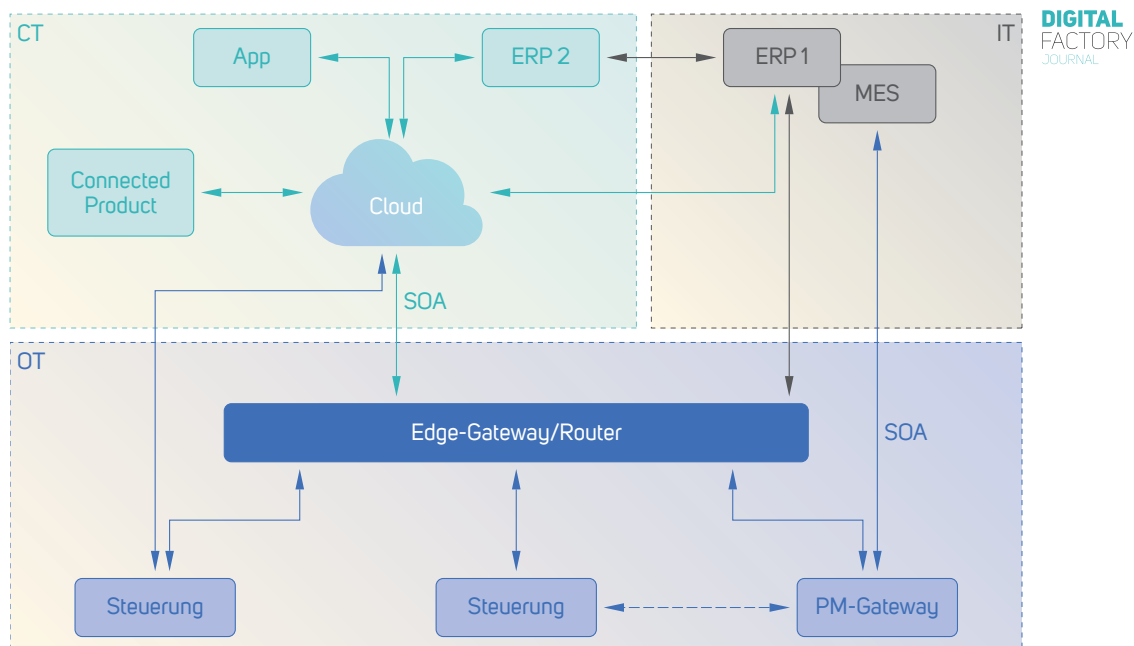 CT
App
ERP 2
ERP 1
IT
MES
DIGITAL
FACTORY
JOURNAL
Connected
Product
Cloud
SOA
OT
Edge-Gateway/Router
SOA
Steuerung
Steuerung
PM-Gateway